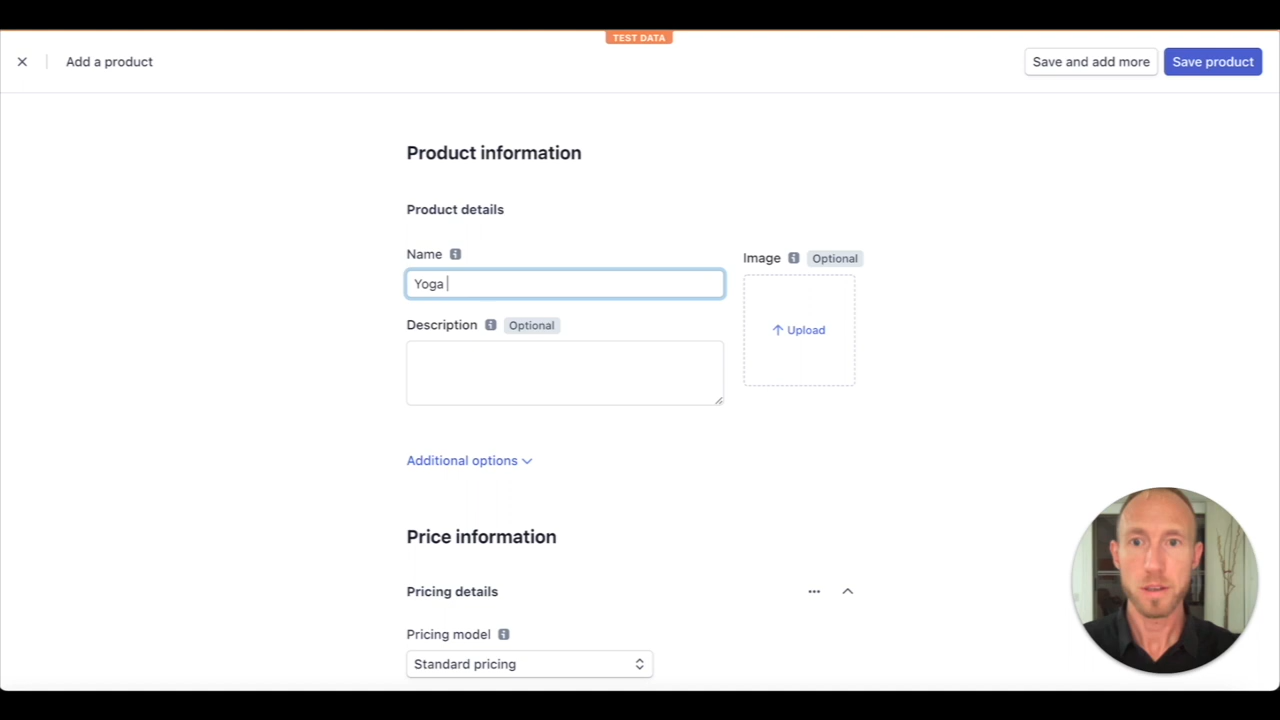 TEST DATA
Add a product
Save and add more
Save product
Product information
Product details
Name
Image Optional
Yoga
Description Optional
Upload
Additional options
Price information
Pricing details
Pricing model
Standard pricing